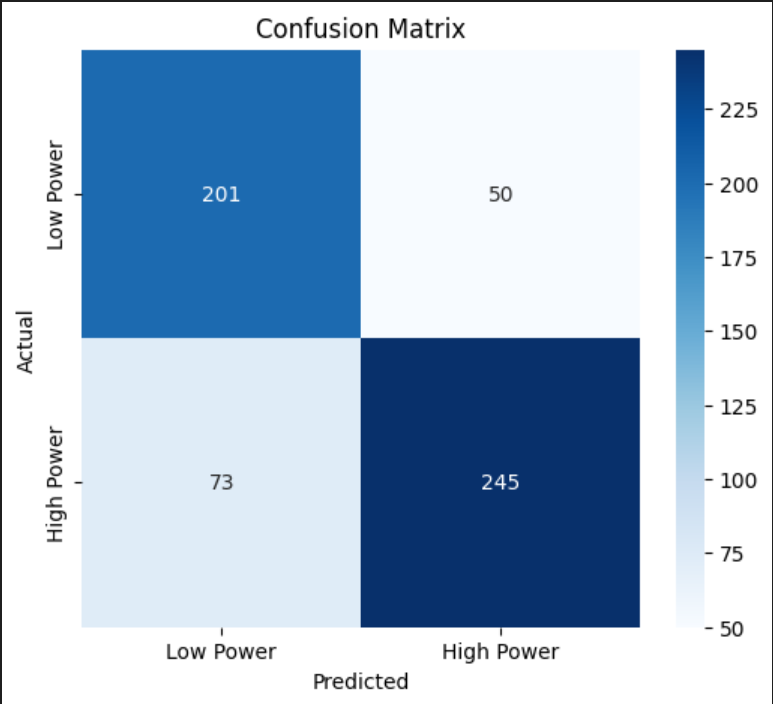 Confusion Matrix
Low Power
201
50
High Power
73
245
Actual
Low Power
High Power
Predicted
225
200
175
150
125
100
75
50